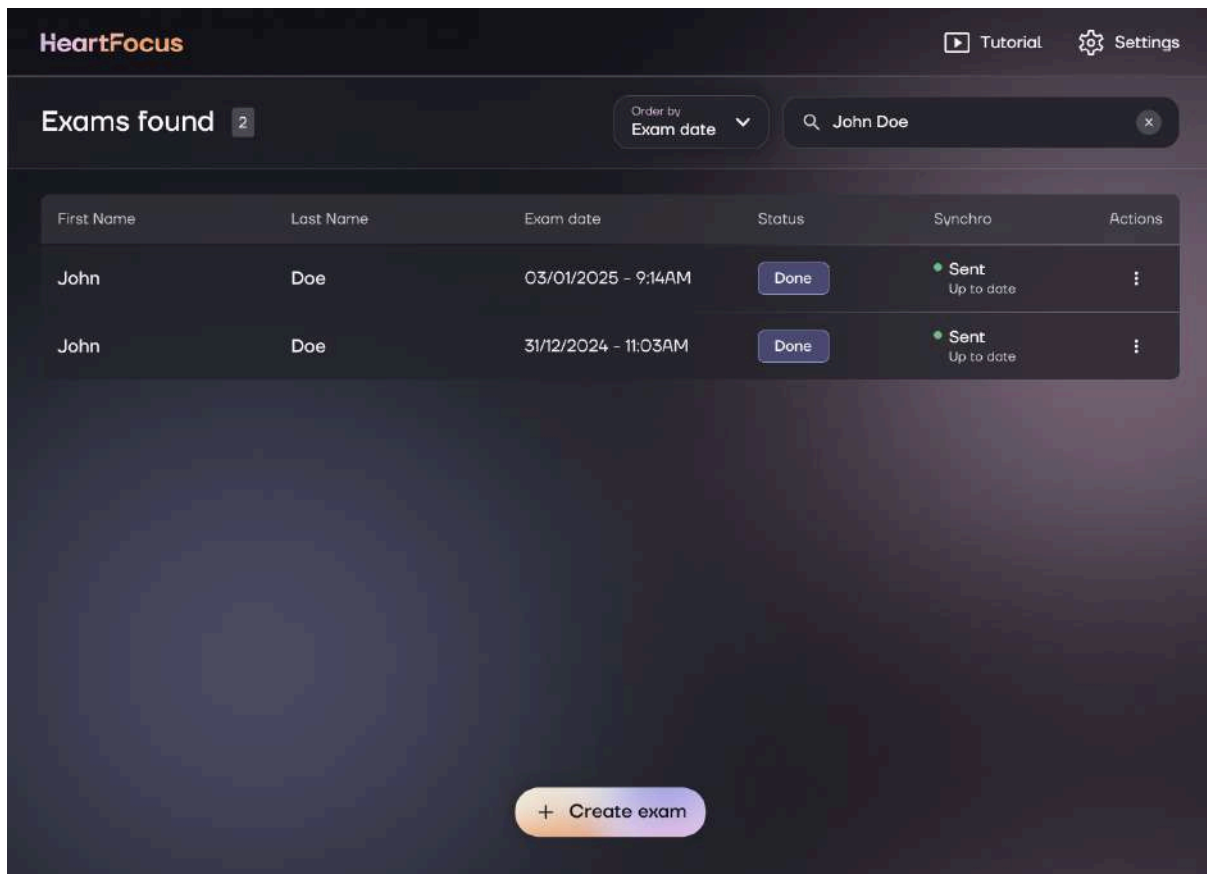 HeartFocus
Tutorial
Settings
Exams found 2
Order by
Exam date
John Doe
First Name Last Name Exam date Status Synchro Actions
John Doe 03/01/2025 - 9:14AM Done Sent
Up to date
John Doe 31/12/2024 - 11:03AM Done Sent
Up to date
+ Create exam